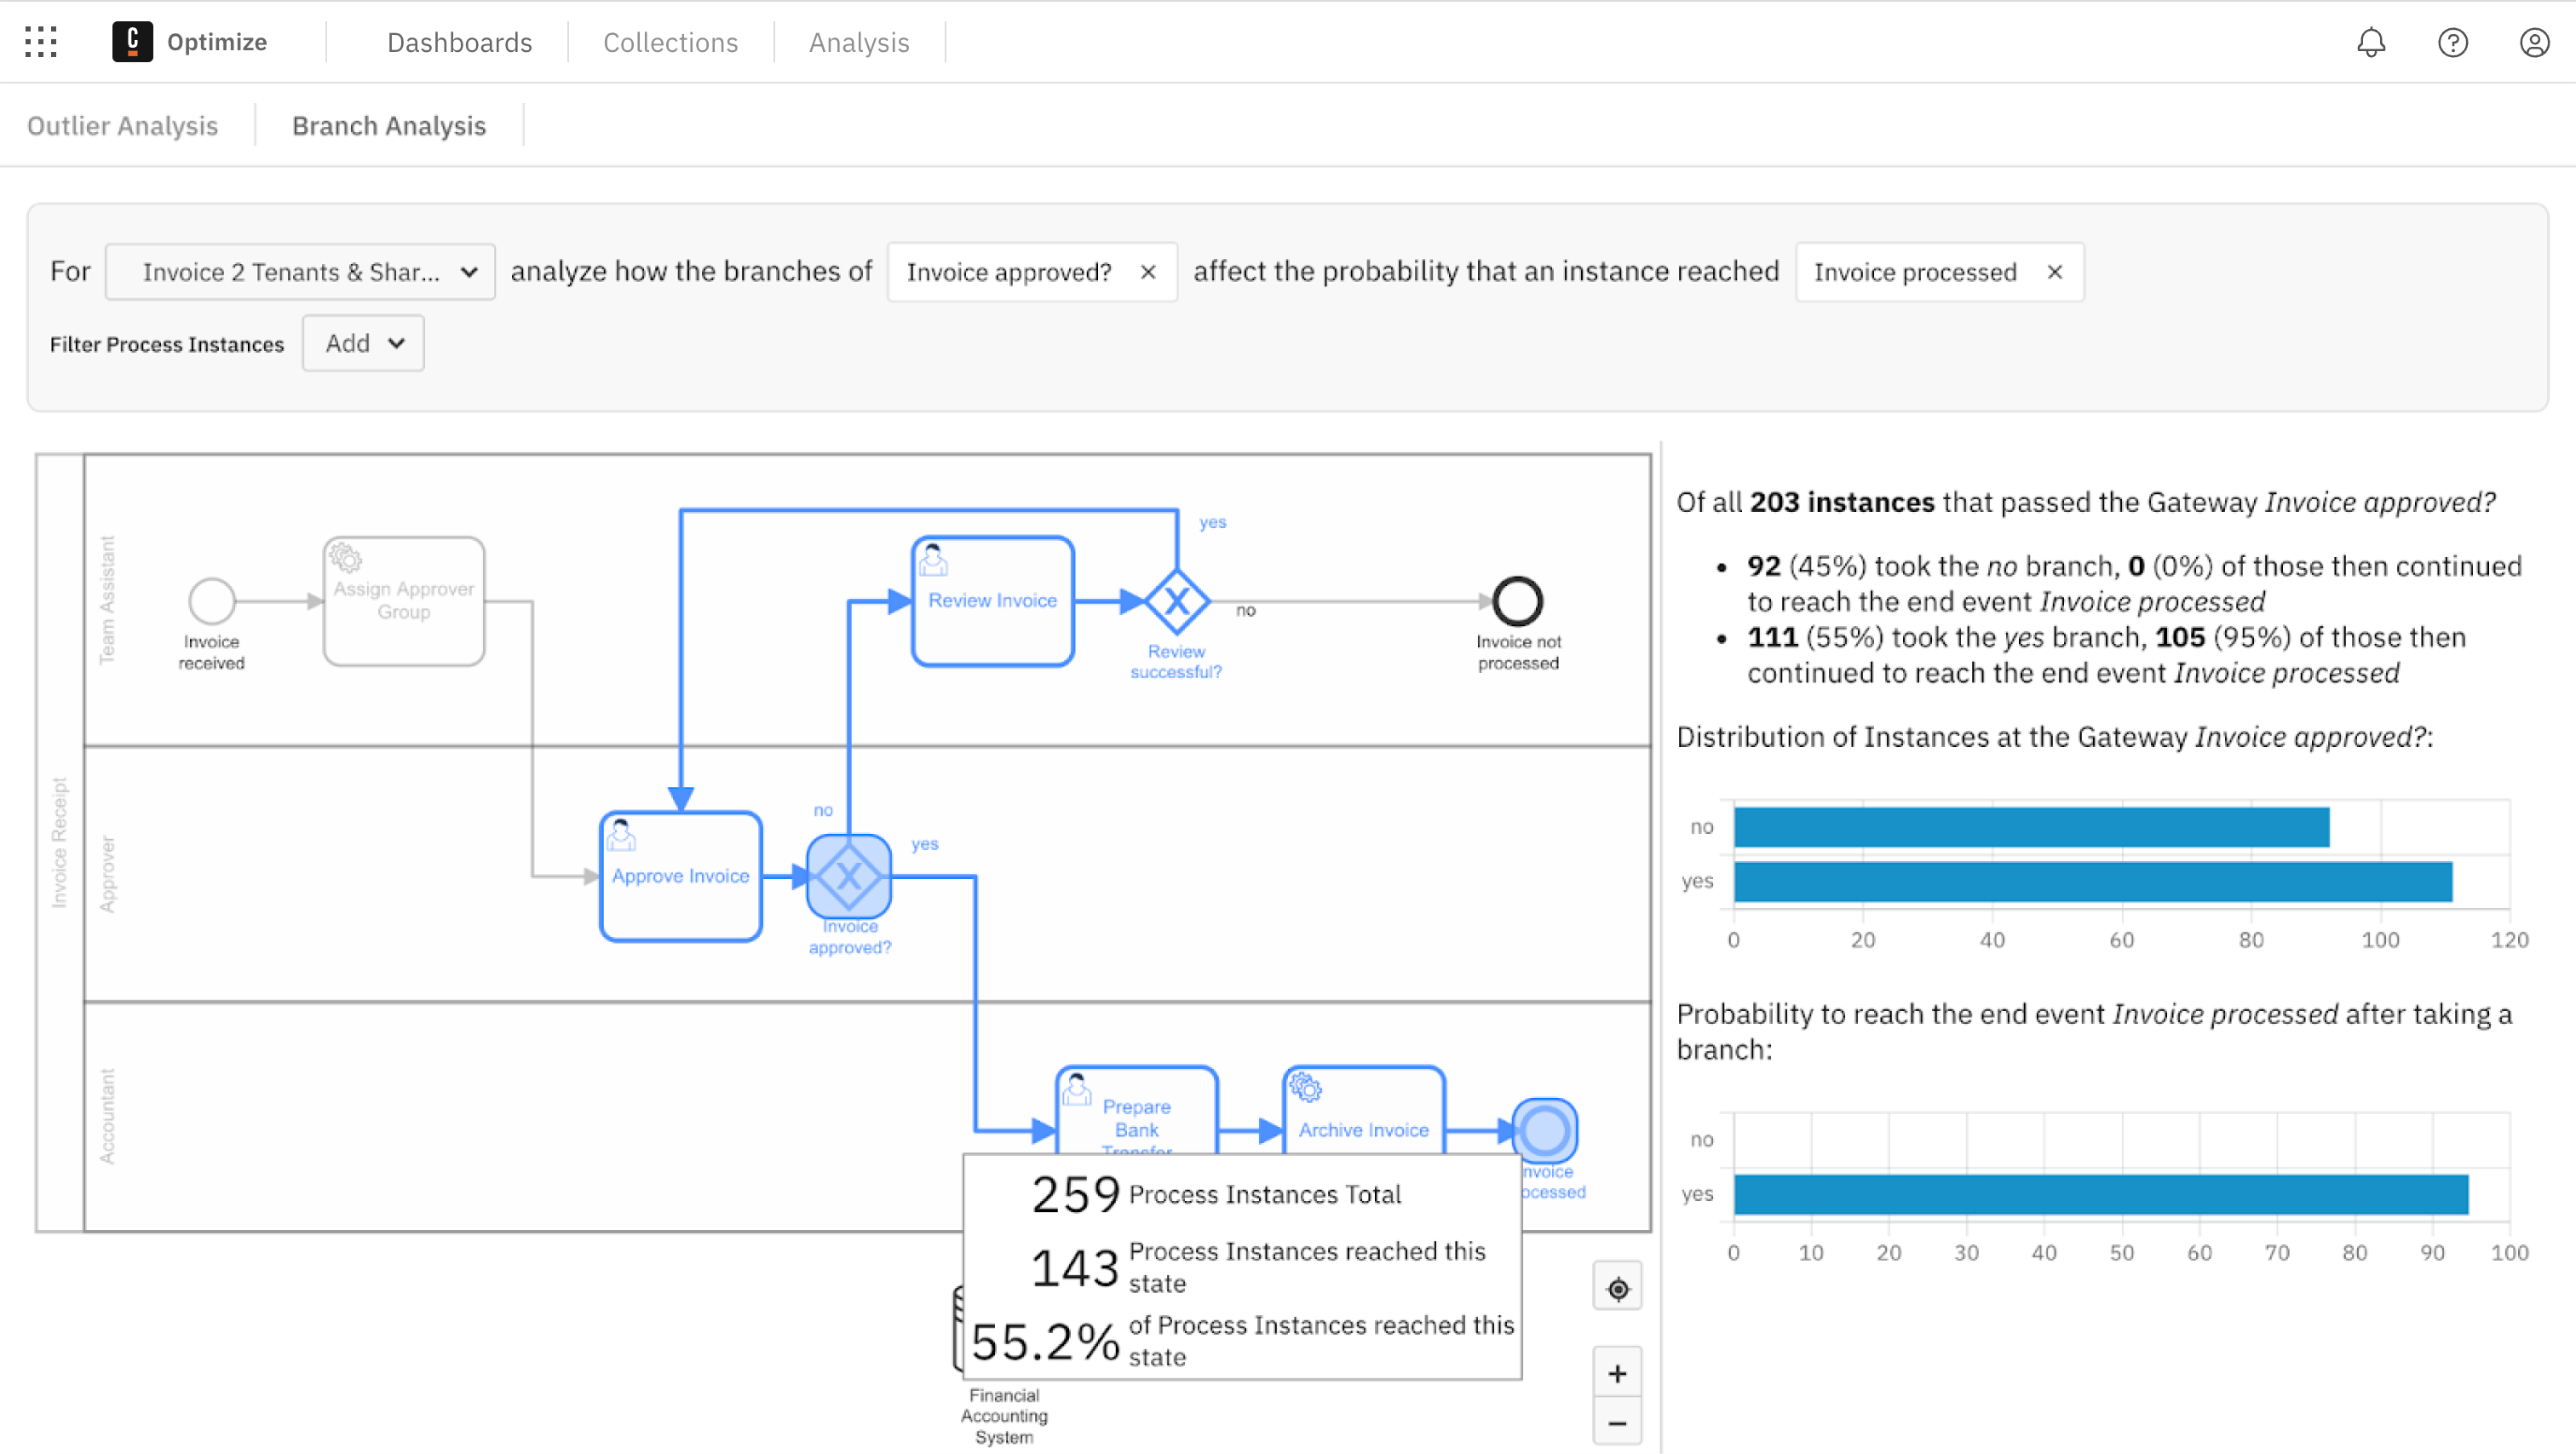 C Optimize Dashboards Collections Analysis
Outlier Analysis Branch Analysis
For Invoice 2 Tenants & Shar... analyze how the branches of Invoice approved? × affect the probability that an instance reached Invoice processed ×
Filter Process Instances Add
Invoice Receipt
Team Assistant
Invoice
received
Assign Approver
Group
Review Invoice
yes
Review
successful?
no
Invoice not
processed
Approver
Approve Invoice
no
yes
Invoice
approved?
Accountant
Prepare
Bank
Transfer
Archive Invoice
nvoice
ocessed
259 Process Instances Total
143 Process Instances reached this
state
55.2% of Process Instances reached this
state
Financial
Accounting
System
Of all 203 instances that passed the Gateway Invoice approved?
• 92 (45%) took the no branch, 0 (0%) of those then continued
to reach the end event Invoice processed
• 111 (55%) took the yes branch, 105 (95%) of those then
continued to reach the end event Invoice processed
Distribution of Instances at the Gateway Invoice approved?:
no
yes
0 20 40 60 80 100 120
Probability to reach the end event Invoice processed after taking a
branch:
no
yes
0 10 20 30 40 50 60 70 80 90 100